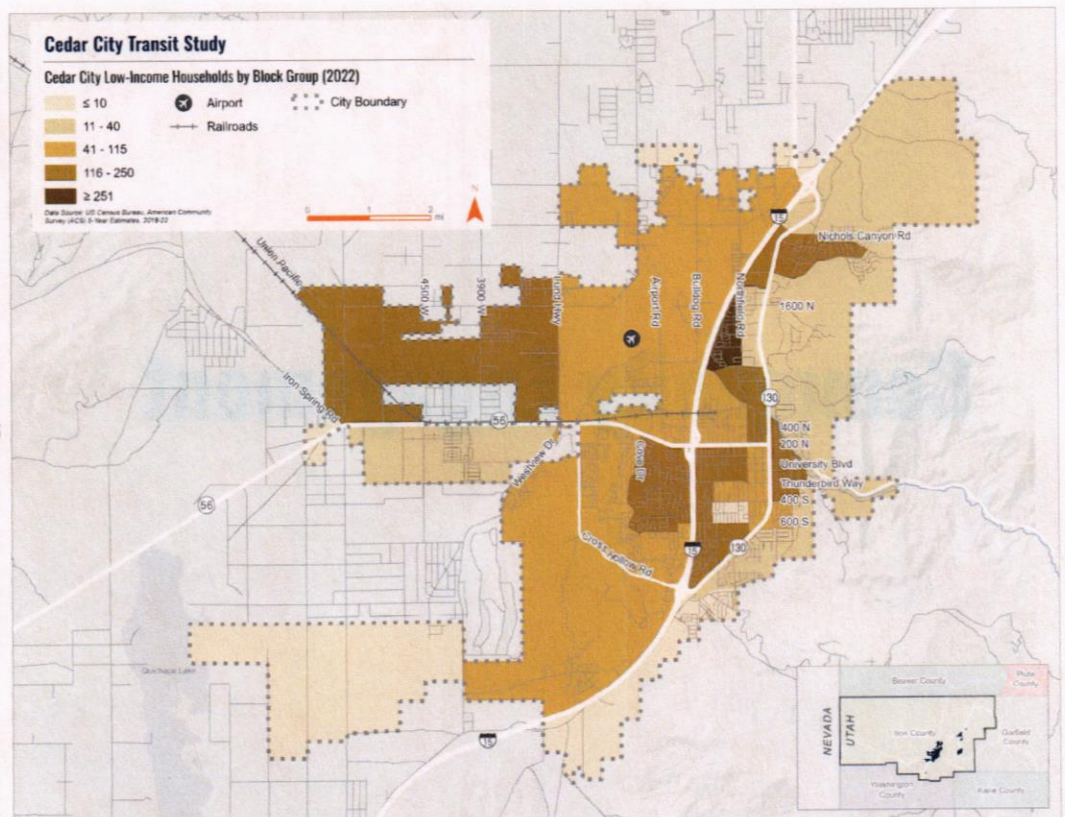 Cedar City Transit Study
Cedar City Low-Income Households by Block Group (2022)
≤ 10
11 - 40
41 - 115
116 - 250
≥ 251
Airport
Railroads
City Boundary
Data Source: US Census Bureau, American Community
Survey (ACS) 5-Year Estimates, 2018-22
0 1 2 mi
N
Union Pacific
4500 W
3900 W
Lund Hwy
Airport Rd
Bulldog Rd
Northfield Rd
15
Nichols Canyon Rd
1600 N
130
Iron Spring Rd
56
400 N
200 N
Westview Dr
Cove Dr
University Blvd
Thunderbird Way
400 S
600 S
56
15
130
Cross Hollow Rd
Quichapa Lake
15
NEVADA
UTAH
Beaver County
Piute
County
Iron County
Garfield
County
Washington
County
Kane County